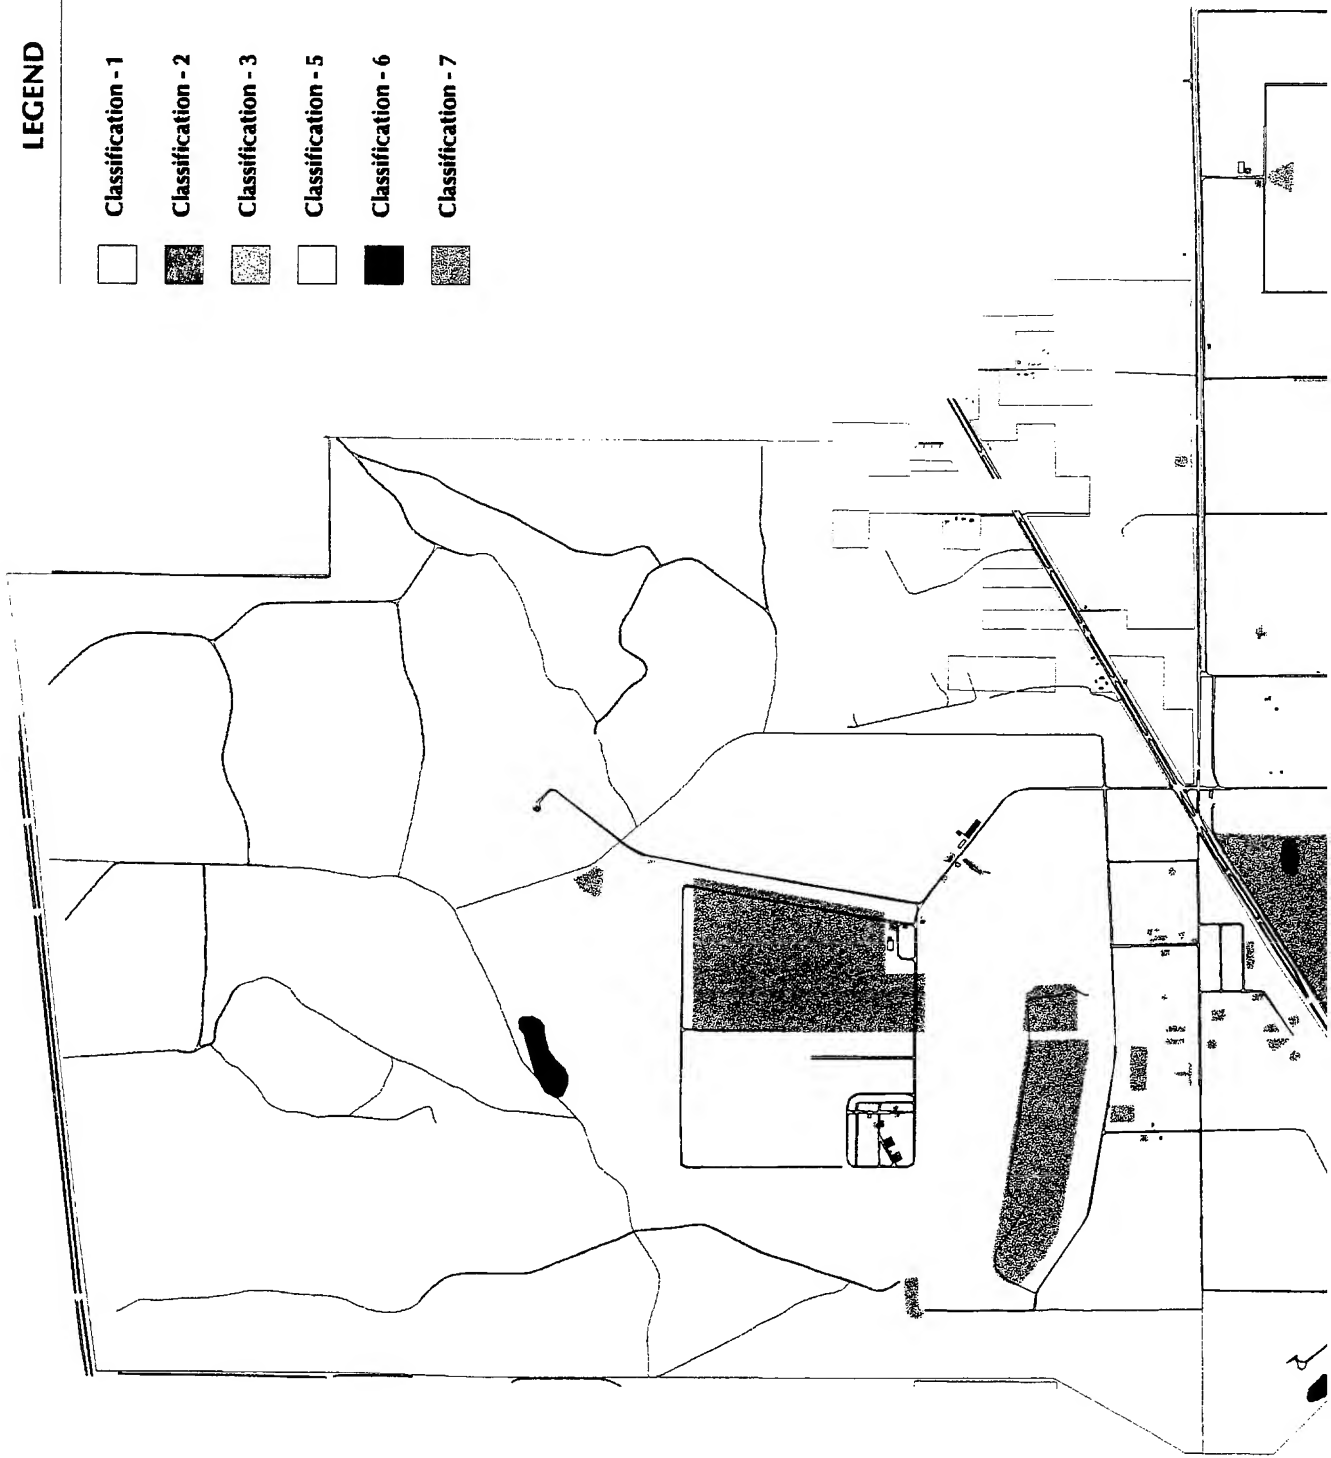 LEGEND
Classification - 1
Classification - 2
Classification - 3
Classification - 5
Classification - 6
Classification - 7